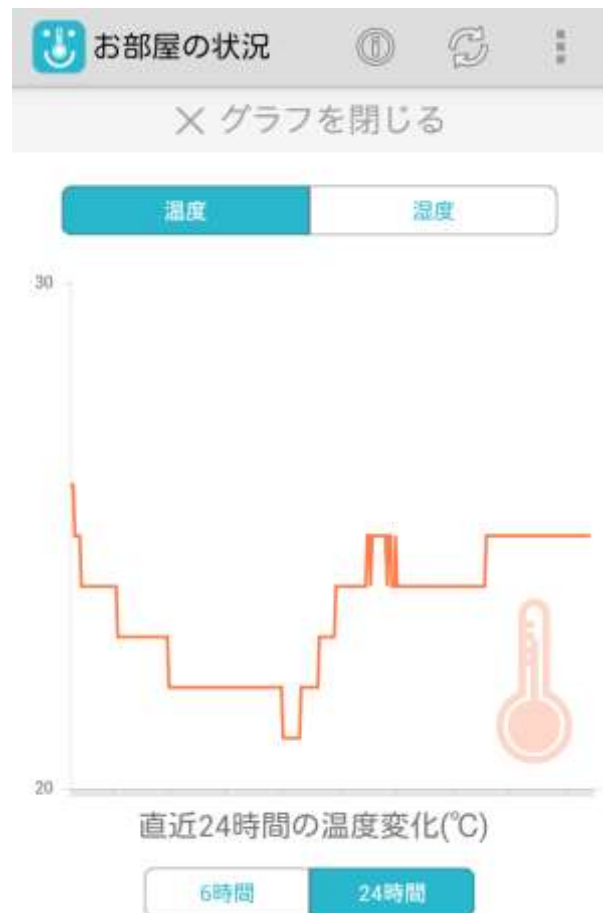 お部屋の状況
× グラフを閉じる
温度
湿度
30
20
直近24時間の温度変化(℃)
6時間
24時間